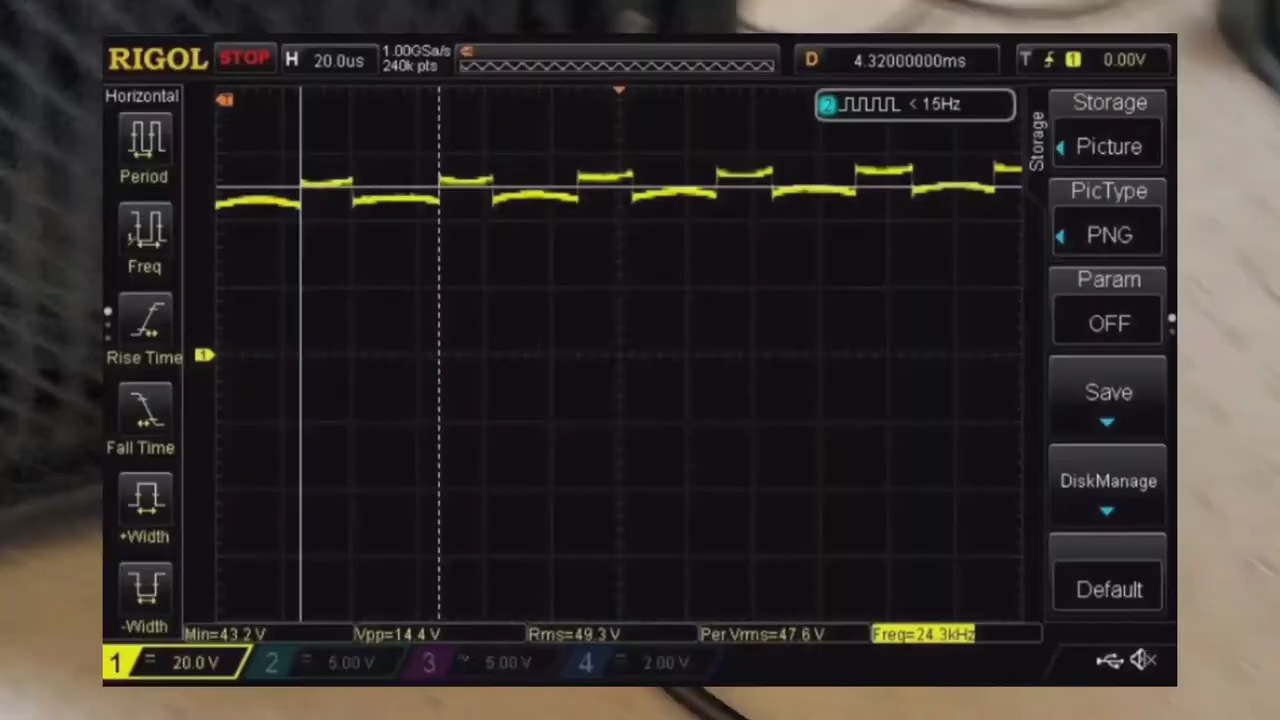 RIGOL STOP H 20.0us 1.00GSa/s 240k pts D 4.32000000ms T 1 0.00V
Horizontal
Period
Freq
Rise Time
Fall Time
+Width
-Width
T
2 < 15Hz
1
Storage
Storage
Picture
PicType
PNG
Param
OFF
Save
DiskManage
Default
Min=43.2 V Vpp=14.4 V Rms=49.3 V Per Vrms=47.6 V Freq=24.3kHz
1 20.0 V 2 5.00 V 3 5.00 V 4 2.00 V